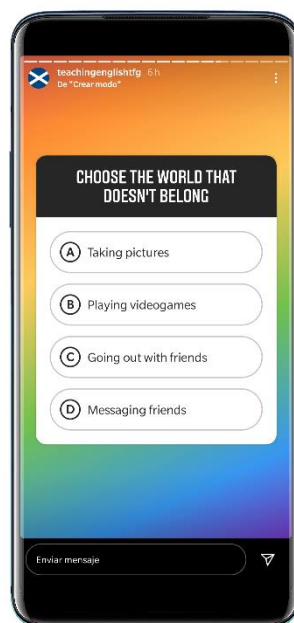 teachingenglishtfg 6 h
De "Crear modo"
CHOOSE THE WORLD THAT
DOESN'T BELONG
A Taking pictures
B Playing videogames
C Going out with friends
D Messaging friends
Enviar mensaje